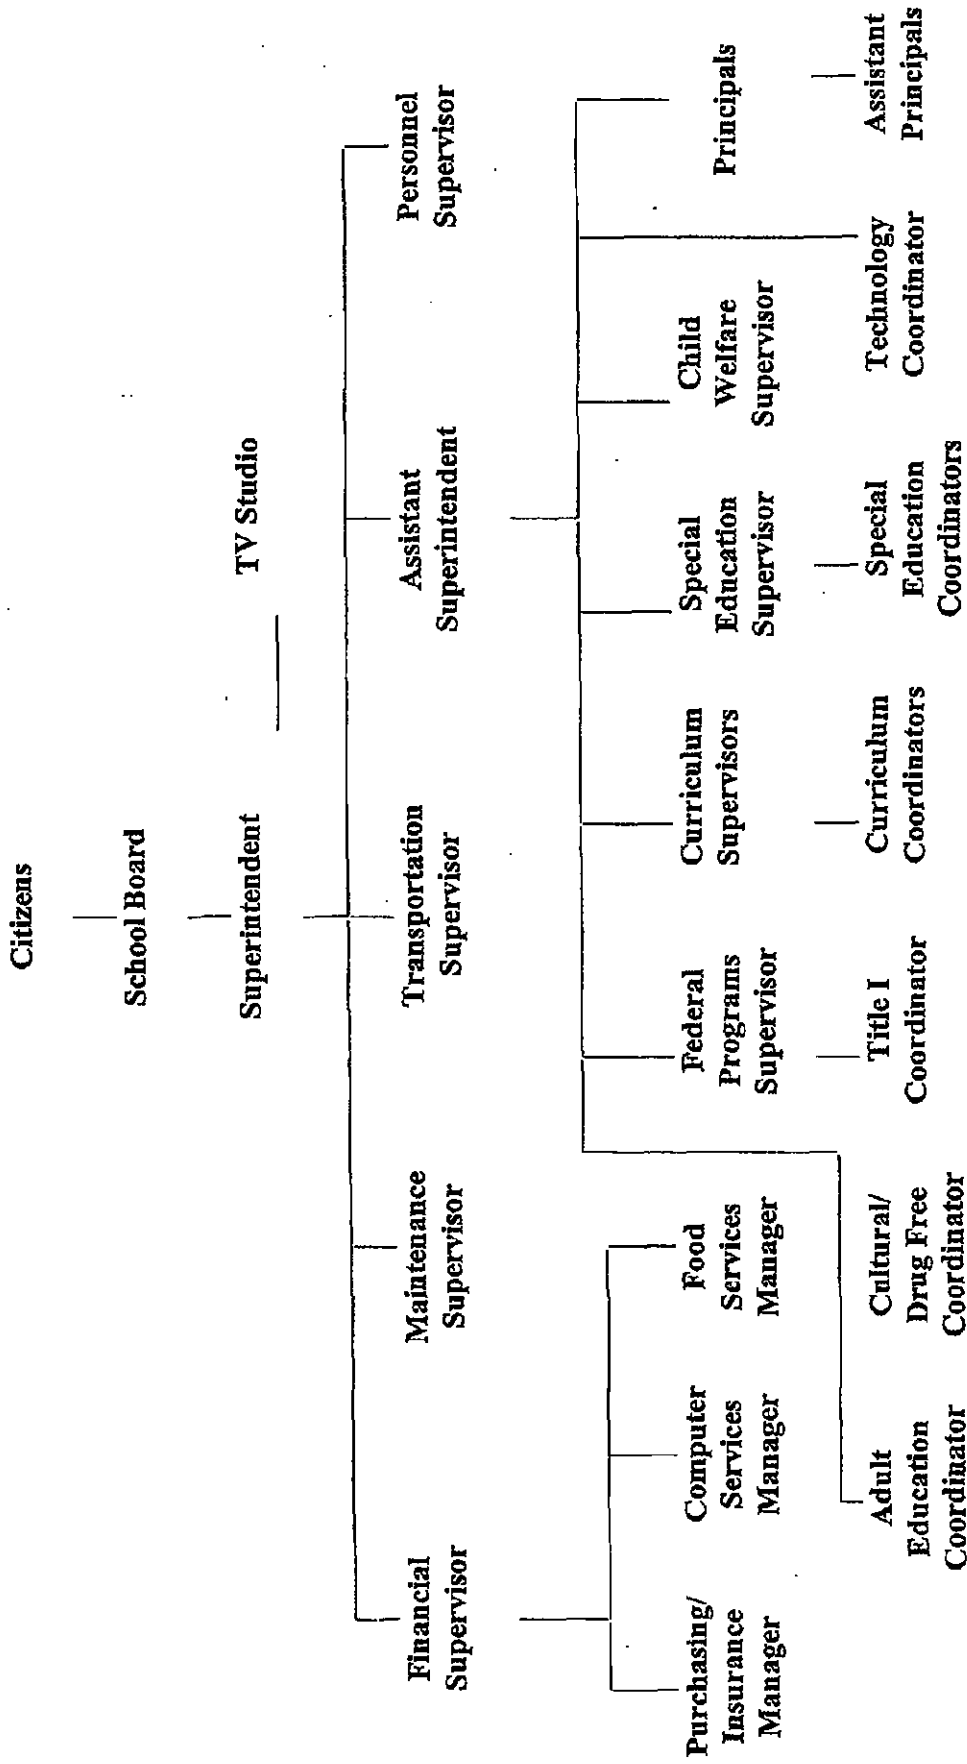 Citizens
School Board
Superintendent
TV Studio
Financial
Supervisor
Maintenance
Supervisor
Transportation
Supervisor
Assistant
Superintendent
Personnel
Supervisor
Purchasing/
Insurance
Manager
Computer
Services
Manager
Food
Services
Manager
Federal
Programs
Supervisor
Curriculum
Supervisors
Special
Education
Supervisor
Child
Welfare
Supervisor
Principals
Adult
Education
Coordinator
Cultural/
Drug Free
Coordinator
Title I
Coordinator
Curriculum
Coordinators
Special
Education
Coordinators
Technology
Coordinator
Assistant
Principals